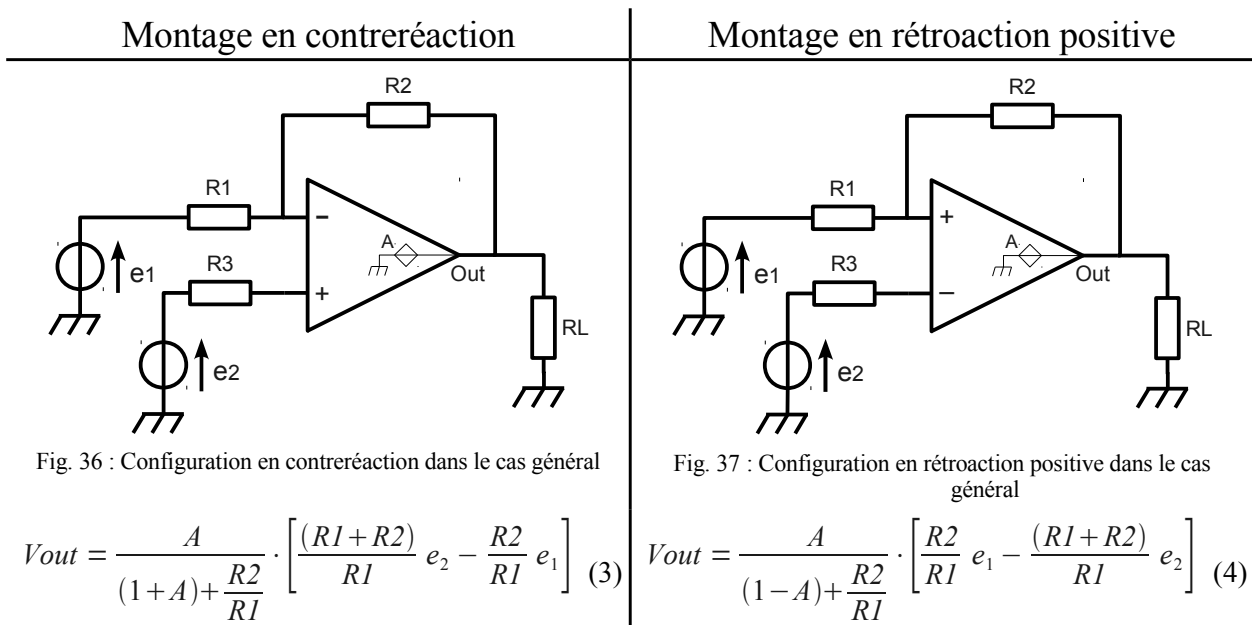 Montage en contreréaction
R2
R1
R3
e1
e2
A
Out
RL
−
+
Fig. 36 : Configuration en contreréaction dans le cas général
Vout = A / ((1+A)+R2/R1) · [(R1+R2)/R1 e₂ − R2/R1 e₁] (3)
Montage en rétroaction positive
R2
R1
R3
e1
e2
A
Out
RL
+
−
Fig. 37 : Configuration en rétroaction positive dans le cas
général
Vout = A / ((1−A)+R2/R1) · [R2/R1 e₁ − (R1+R2)/R1 e₂] (4)